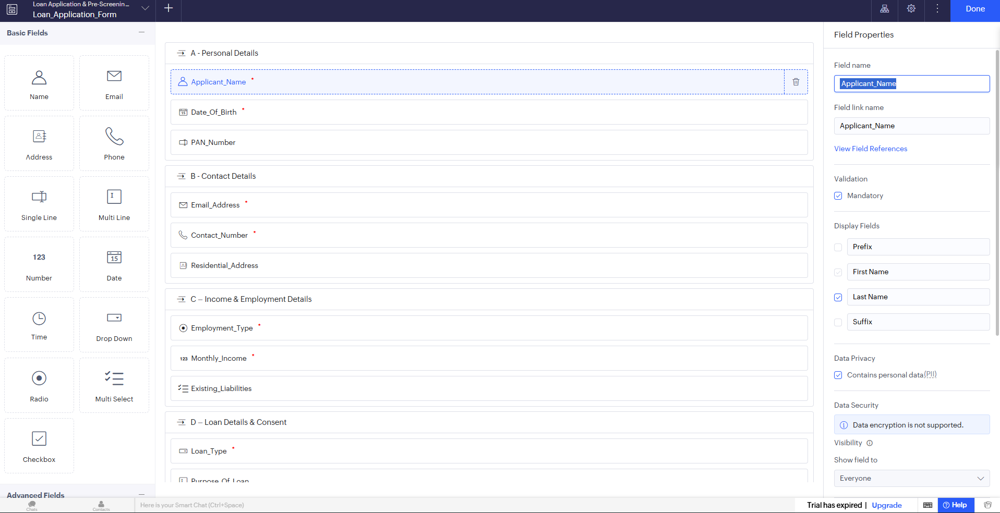 Loan Application & Pre-Screenin...
Loan_Application_Form
Done
Basic Fields
Name
Email
Address
Phone
Single Line
Multi Line
123
Number
15
Date
Time
Drop Down
Radio
Multi Select
Checkbox
Advanced Fields
A - Personal Details
Applicant_Name *
15 Date_Of_Birth *
PAN_Number
B - Contact Details
Email_Address *
Contact_Number *
Residential_Address
C – Income & Employment Details
Employment_Type *
123 Monthly_Income *
Existing_Liabilities
D – Loan Details & Consent
Loan_Type *
Purpose_Of_Loan
Field Properties
Field name
Applicant_Name
Field link name
Applicant_Name
View Field References
Validation
Mandatory
Display Fields
Prefix
First Name
Last Name
Suffix
Data Privacy
Contains personal data(PII)
Data Security
Data encryption is not supported.
Visibility
Show field to
Everyone
Chats
Contacts
Here is your Smart Chat (Ctrl+Space)
Trial has expired | Upgrade
Help